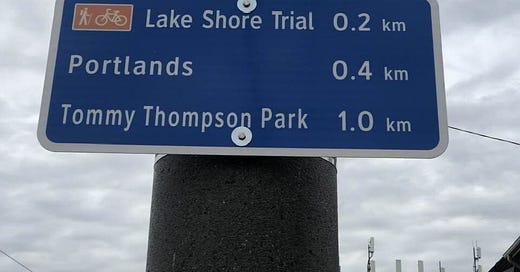 Lake Shore Trial 0.2 km
Portlands 0.4 km
Tommy Thompson Park 1.0 km